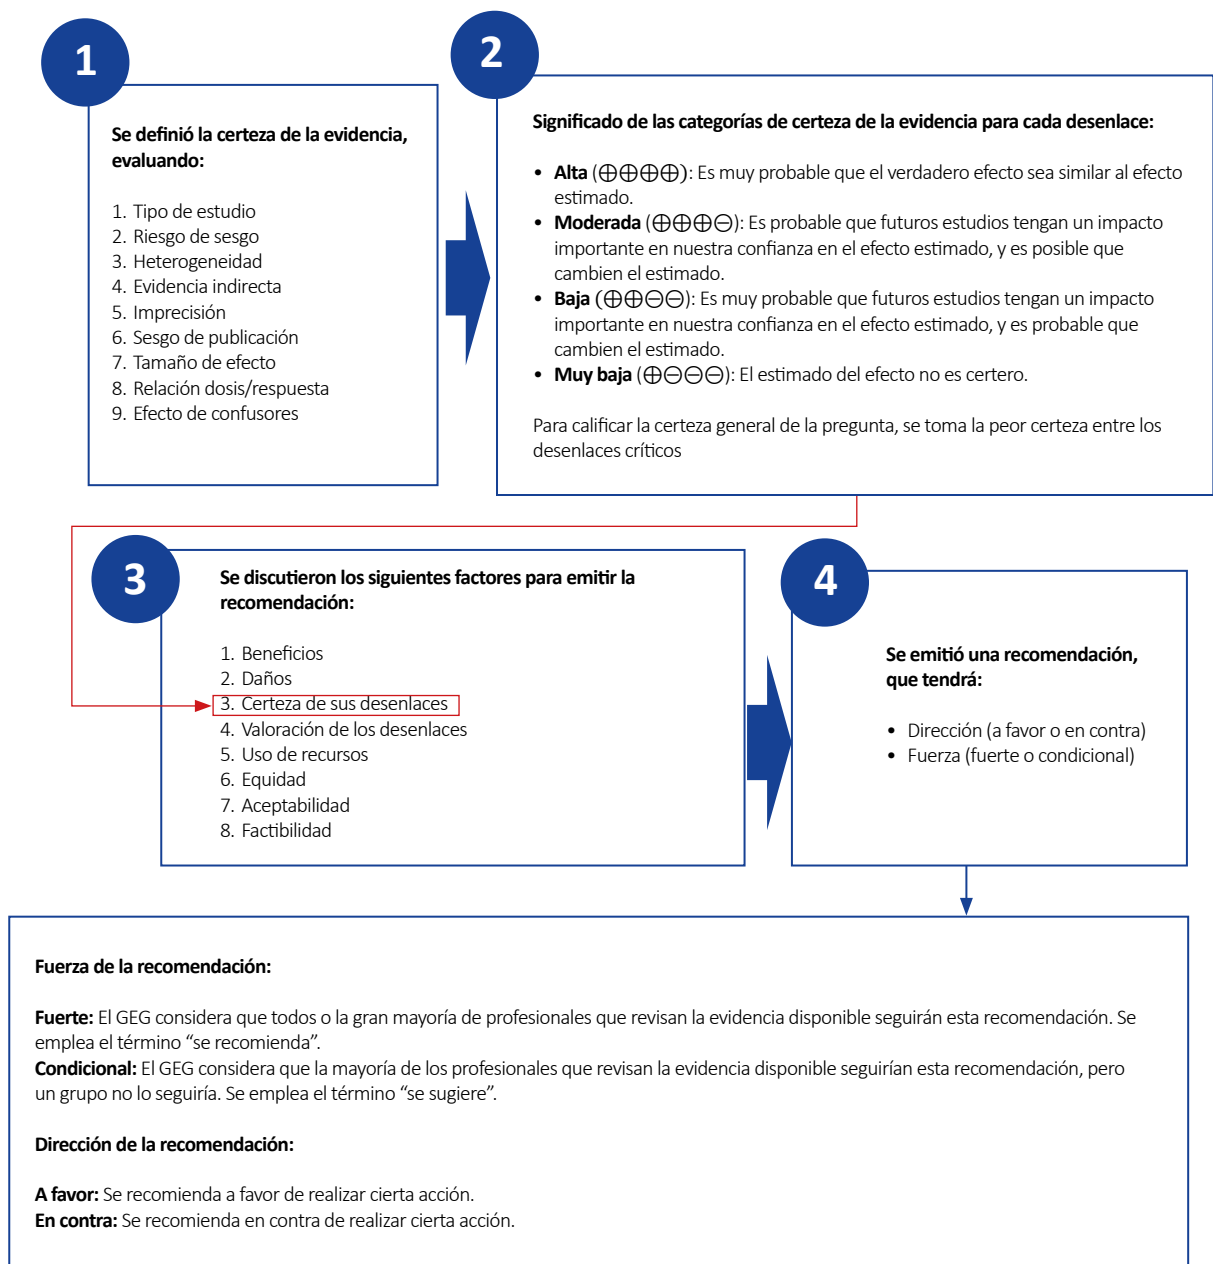 1
Se definió la certeza de la evidencia,
evaluando:
1. Tipo de estudio
2. Riesgo de sesgo
3. Heterogeneidad
4. Evidencia indirecta
5. Imprecisión
6. Sesgo de publicación
7. Tamaño de efecto
8. Relación dosis/respuesta
9. Efecto de confusores
2
Significado de las categorías de certeza de la evidencia para cada desenlace:
• Alta (⊕⊕⊕⊕): Es muy probable que el verdadero efecto sea similar al efecto
estimado.
• Moderada (⊕⊕⊕⊖): Es probable que futuros estudios tengan un impacto
importante en nuestra confianza en el efecto estimado, y es posible que
cambien el estimado.
• Baja (⊕⊕⊖⊖): Es muy probable que futuros estudios tengan un impacto
importante en nuestra confianza en el efecto estimado, y es probable que
cambien el estimado.
• Muy baja (⊕⊖⊖⊖): El estimado del efecto no es certero.
Para calificar la certeza general de la pregunta, se toma la peor certeza entre los
desenlaces críticos
3
Se discutieron los siguientes factores para emitir la
recomendación:
1. Beneficios
2. Daños
3. Certeza de sus desenlaces
4. Valoración de los desenlaces
5. Uso de recursos
6. Equidad
7. Aceptabilidad
8. Factibilidad
4
Se emitió una recomendación,
que tendrá:
• Dirección (a favor o en contra)
• Fuerza (fuerte o condicional)
Fuerza de la recomendación:
Fuerte: El GEG considera que todos o la gran mayoría de profesionales que revisan la evidencia disponible seguirán esta recomendación. Se
emplea el término “se recomienda”.
Condicional: El GEG considera que la mayoría de los profesionales que revisan la evidencia disponible seguirían esta recomendación, pero
un grupo no lo seguiría. Se emplea el término “se sugiere”.
Dirección de la recomendación:
A favor: Se recomienda a favor de realizar cierta acción.
En contra: Se recomienda en contra de realizar cierta acción.